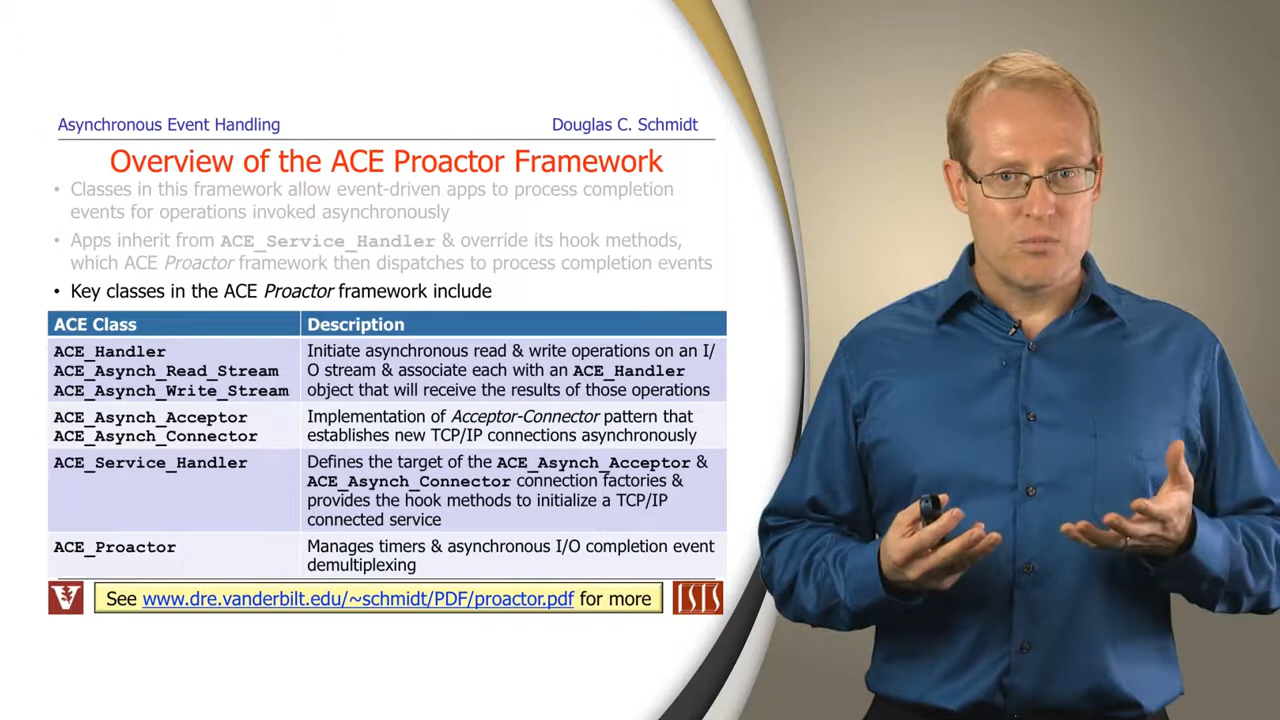 Asynchronous Event Handling
Douglas C. Schmidt
Overview of the ACE Proactor Framework
• Classes in this framework allow event-driven apps to process completion
events for operations invoked asynchronously
• Apps inherit from ACE_Service_Handler & override its hook methods,
which ACE Proactor framework then dispatches to process completion events
• Key classes in the ACE Proactor framework include
ACE Class
Description
ACE_Handler
ACE_Asynch_Read_Stream
ACE_Asynch_Write_Stream
Initiate asynchronous read & write operations on an I/
O stream & associate each with an ACE_Handler
object that will receive the results of those operations
ACE_Asynch_Acceptor
ACE_Asynch_Connector
Implementation of Acceptor-Connector pattern that
establishes new TCP/IP connections asynchronously
ACE_Service_Handler
Defines the target of the ACE_Asynch_Acceptor &
ACE_Asynch_Connector connection factories &
provides the hook methods to initialize a TCP/IP
connected service
ACE_Proactor
Manages timers & asynchronous I/O completion event
demultiplexing
V
See www.dre.vanderbilt.edu/~schmidt/PDF/proactor.pdf for more
ISIS